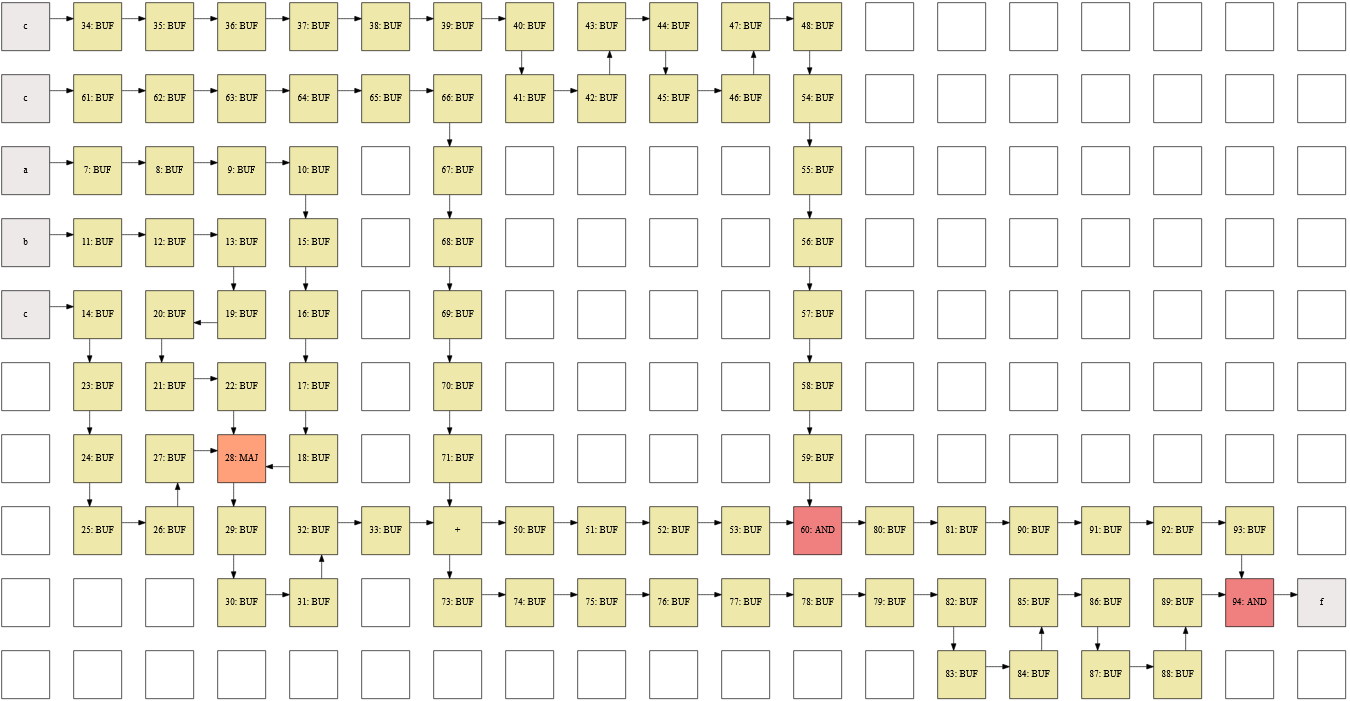 c 34: BUF 35: BUF 36: BUF 37: BUF 38: BUF 39: BUF 40: BUF 43: BUF 44: BUF 47: BUF 48: BUF
c 61: BUF 62: BUF 63: BUF 64: BUF 65: BUF 66: BUF 41: BUF 42: BUF 45: BUF 46: BUF 54: BUF
a 7: BUF 8: BUF 9: BUF 10: BUF 67: BUF 55: BUF
b 11: BUF 12: BUF 13: BUF 15: BUF 68: BUF 56: BUF
c 14: BUF 20: BUF 19: BUF 16: BUF 69: BUF 57: BUF
23: BUF 21: BUF 22: BUF 17: BUF 70: BUF 58: BUF
24: BUF 27: BUF 28: MAJ 18: BUF 71: BUF 59: BUF
25: BUF 26: BUF 29: BUF 32: BUF 33: BUF + 50: BUF 51: BUF 52: BUF 53: BUF 60: AND 80: BUF 81: BUF 90: BUF 91: BUF 92: BUF 93: BUF
30: BUF 31: BUF 73: BUF 74: BUF 75: BUF 76: BUF 77: BUF 78: BUF 79: BUF 82: BUF 85: BUF 86: BUF 89: BUF 94: AND f
83: BUF 84: BUF 87: BUF 88: BUF